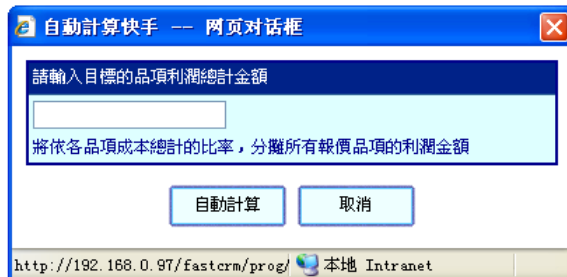 自動計算快手 -- 网页对话框
請輸入目標的品項利潤總計金額
將依各品項成本總計的比率，分攤所有報價品項的利潤金額
自動計算
取消
http://192.168.0.97/fastcrm/prog/
本地 Intranet